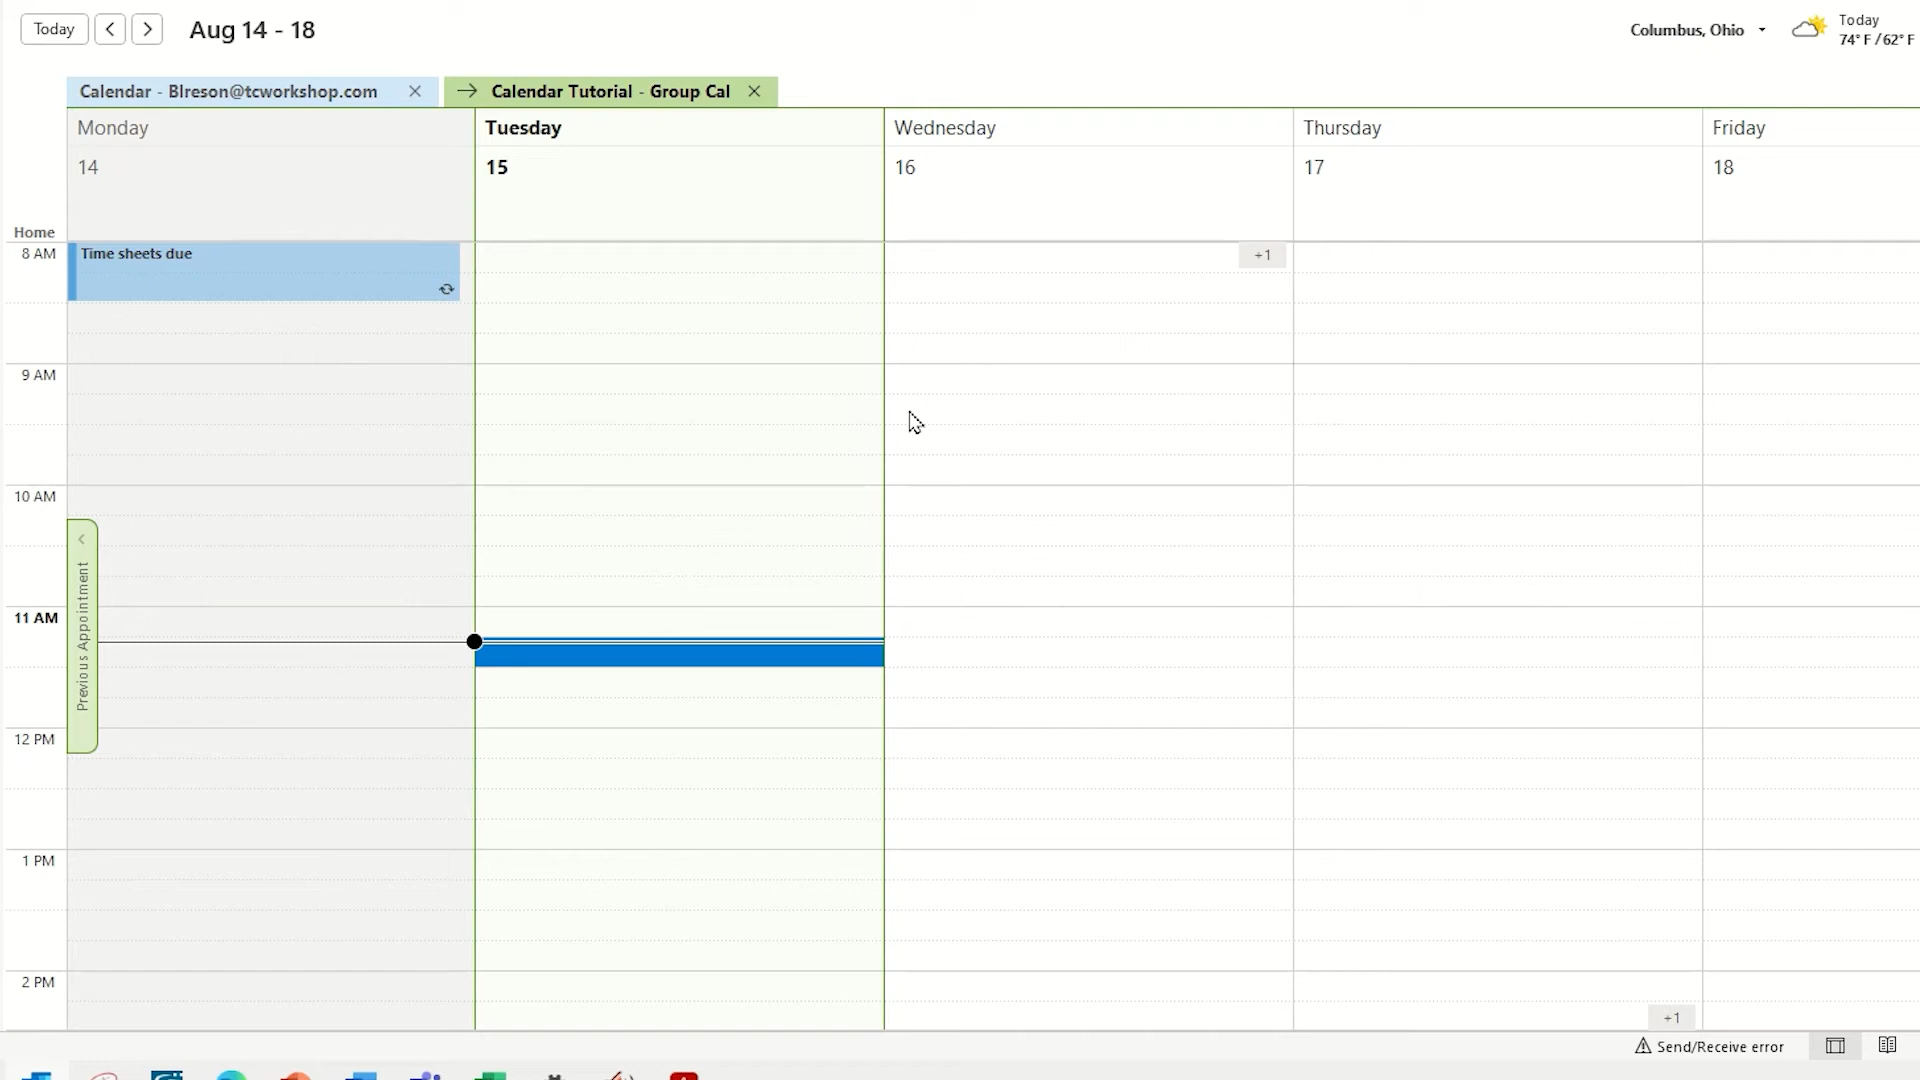 Today
Aug 14 - 18
Columbus, Ohio
Today
74° F / 62° F
Calendar - Blreson@tcworkshop.com
Calendar Tutorial - Group Cal
Monday
Tuesday
Wednesday
Thursday
Friday
14
15
16
17
18
Home
8 AM
Time sheets due
+1
9 AM
10 AM
Previous Appointment
11 AM
12 PM
1 PM
2 PM
+1
Send/Receive error